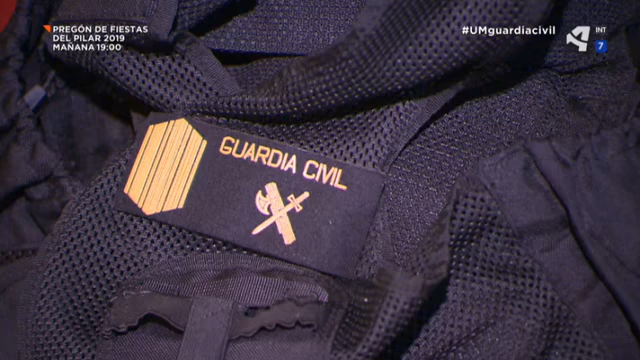 PREGÓN DE FIESTAS
DEL PILAR 2019
MAÑANA 19:00
#UMguardiacivil
INT
7
GUARDIA CIVIL